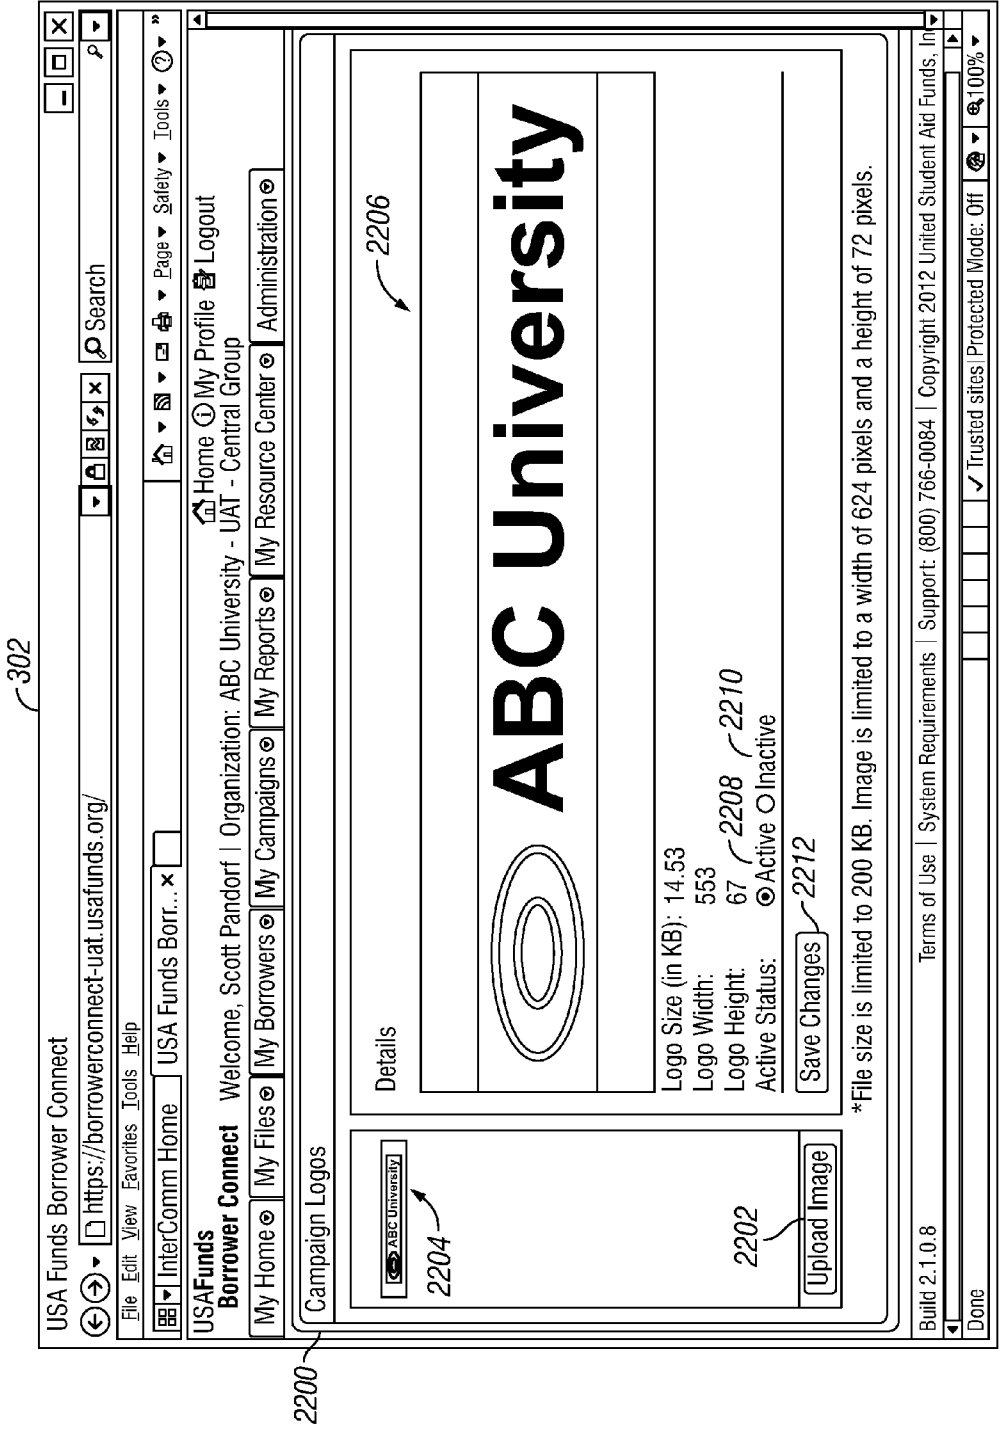 302
USA Funds Borrower Connect
https://borrowerconnect-uat.usafunds.org/
Search
File Edit View Favorites Tools Help
InterComm Home
USA Funds Borr... ×
Page Safety Tools ? »
USAFunds
Borrower Connect
Home My Profile Logout
Welcome, Scott Pandorf | Organization: ABC University - UAT - Central Group
My Home My Files My Borrowers My Campaigns My Reports My Resource Center Administration
2200
Campaign Logos
ABC University
2204
2202
Upload Image
Details
2206
ABC University
Logo Size (in KB): 14.53
Logo Width: 553
Logo Height: 67
Active Status: Active Inactive
2208
2210
Save Changes
2212
*File size is limited to 200 KB. Image is limited to a width of 624 pixels and a height of 72 pixels.
Build 2.1.0.8
Terms of Use | System Requirements | Support: (800) 766-0084 | Copyright 2012 United Student Aid Funds, In
Done
✓ Trusted sites|Protected Mode: Off
100%